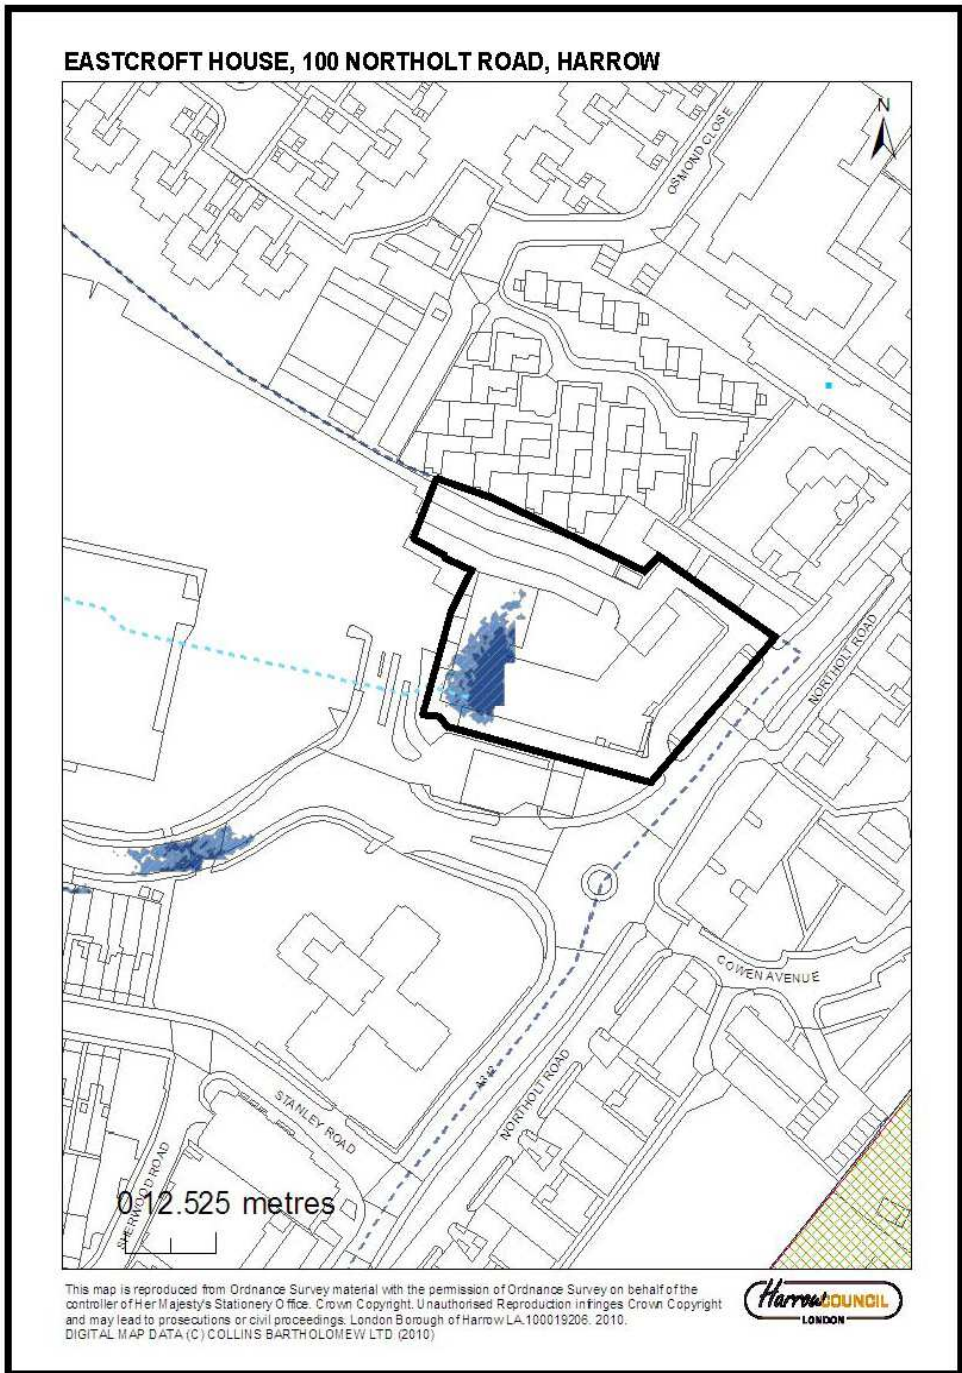 EASTCROFT HOUSE, 100 NORTHOLT ROAD, HARROW
N
OSMOND CLOSE
NORTHOLT ROAD
COWEN AVENUE
NORTHOLT ROAD
STANLEY ROAD
SHERWOOD ROAD
0 12.525 metres
This map is reproduced from Ordnance Survey material with the permission of Ordnance Survey on behalf of the
controller of Her Majesty's Stationery Office. Crown Copyright. Unauthorised Reproduction infringes Crown Copyright
and may lead to prosecutions or civil proceedings. London Borough of Harrow LA.100019206. 2010.
DIGITAL MAP DATA (C) COLLINS BARTHOLOMEW LTD (2010)
Harrow COUNCIL
LONDON